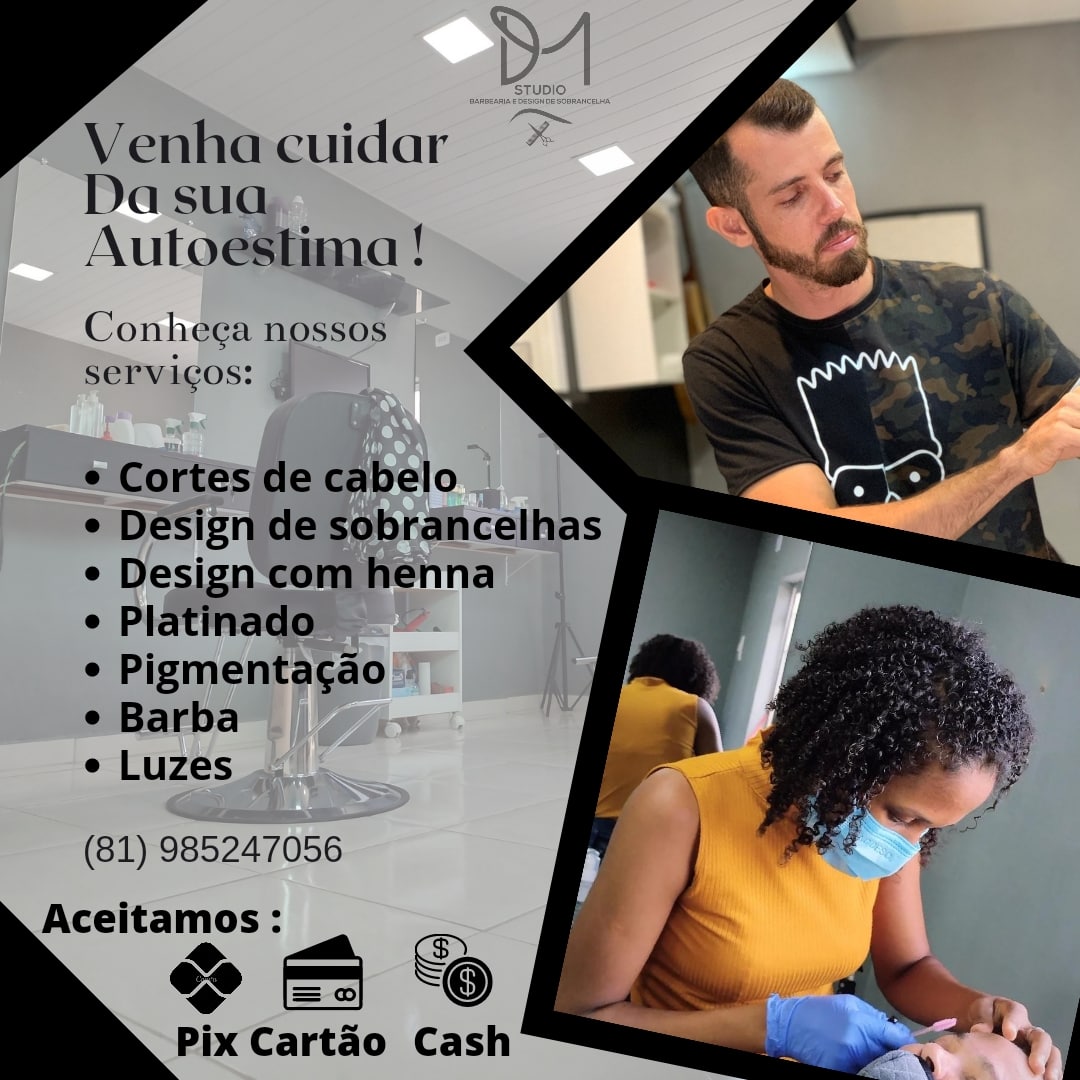 DM
STUDIO
BARBEARIA E DESIGN DE SOBRANCELHA
Venha cuidar
Da sua
Autoestima !
Conheça nossos
serviços:
• Cortes de cabelo
• Design de sobrancelhas
• Design com henna
• Platinado
• Pigmentação
• Barba
• Luzes
(81) 985247056
Aceitamos :
Pix Cartão Cash